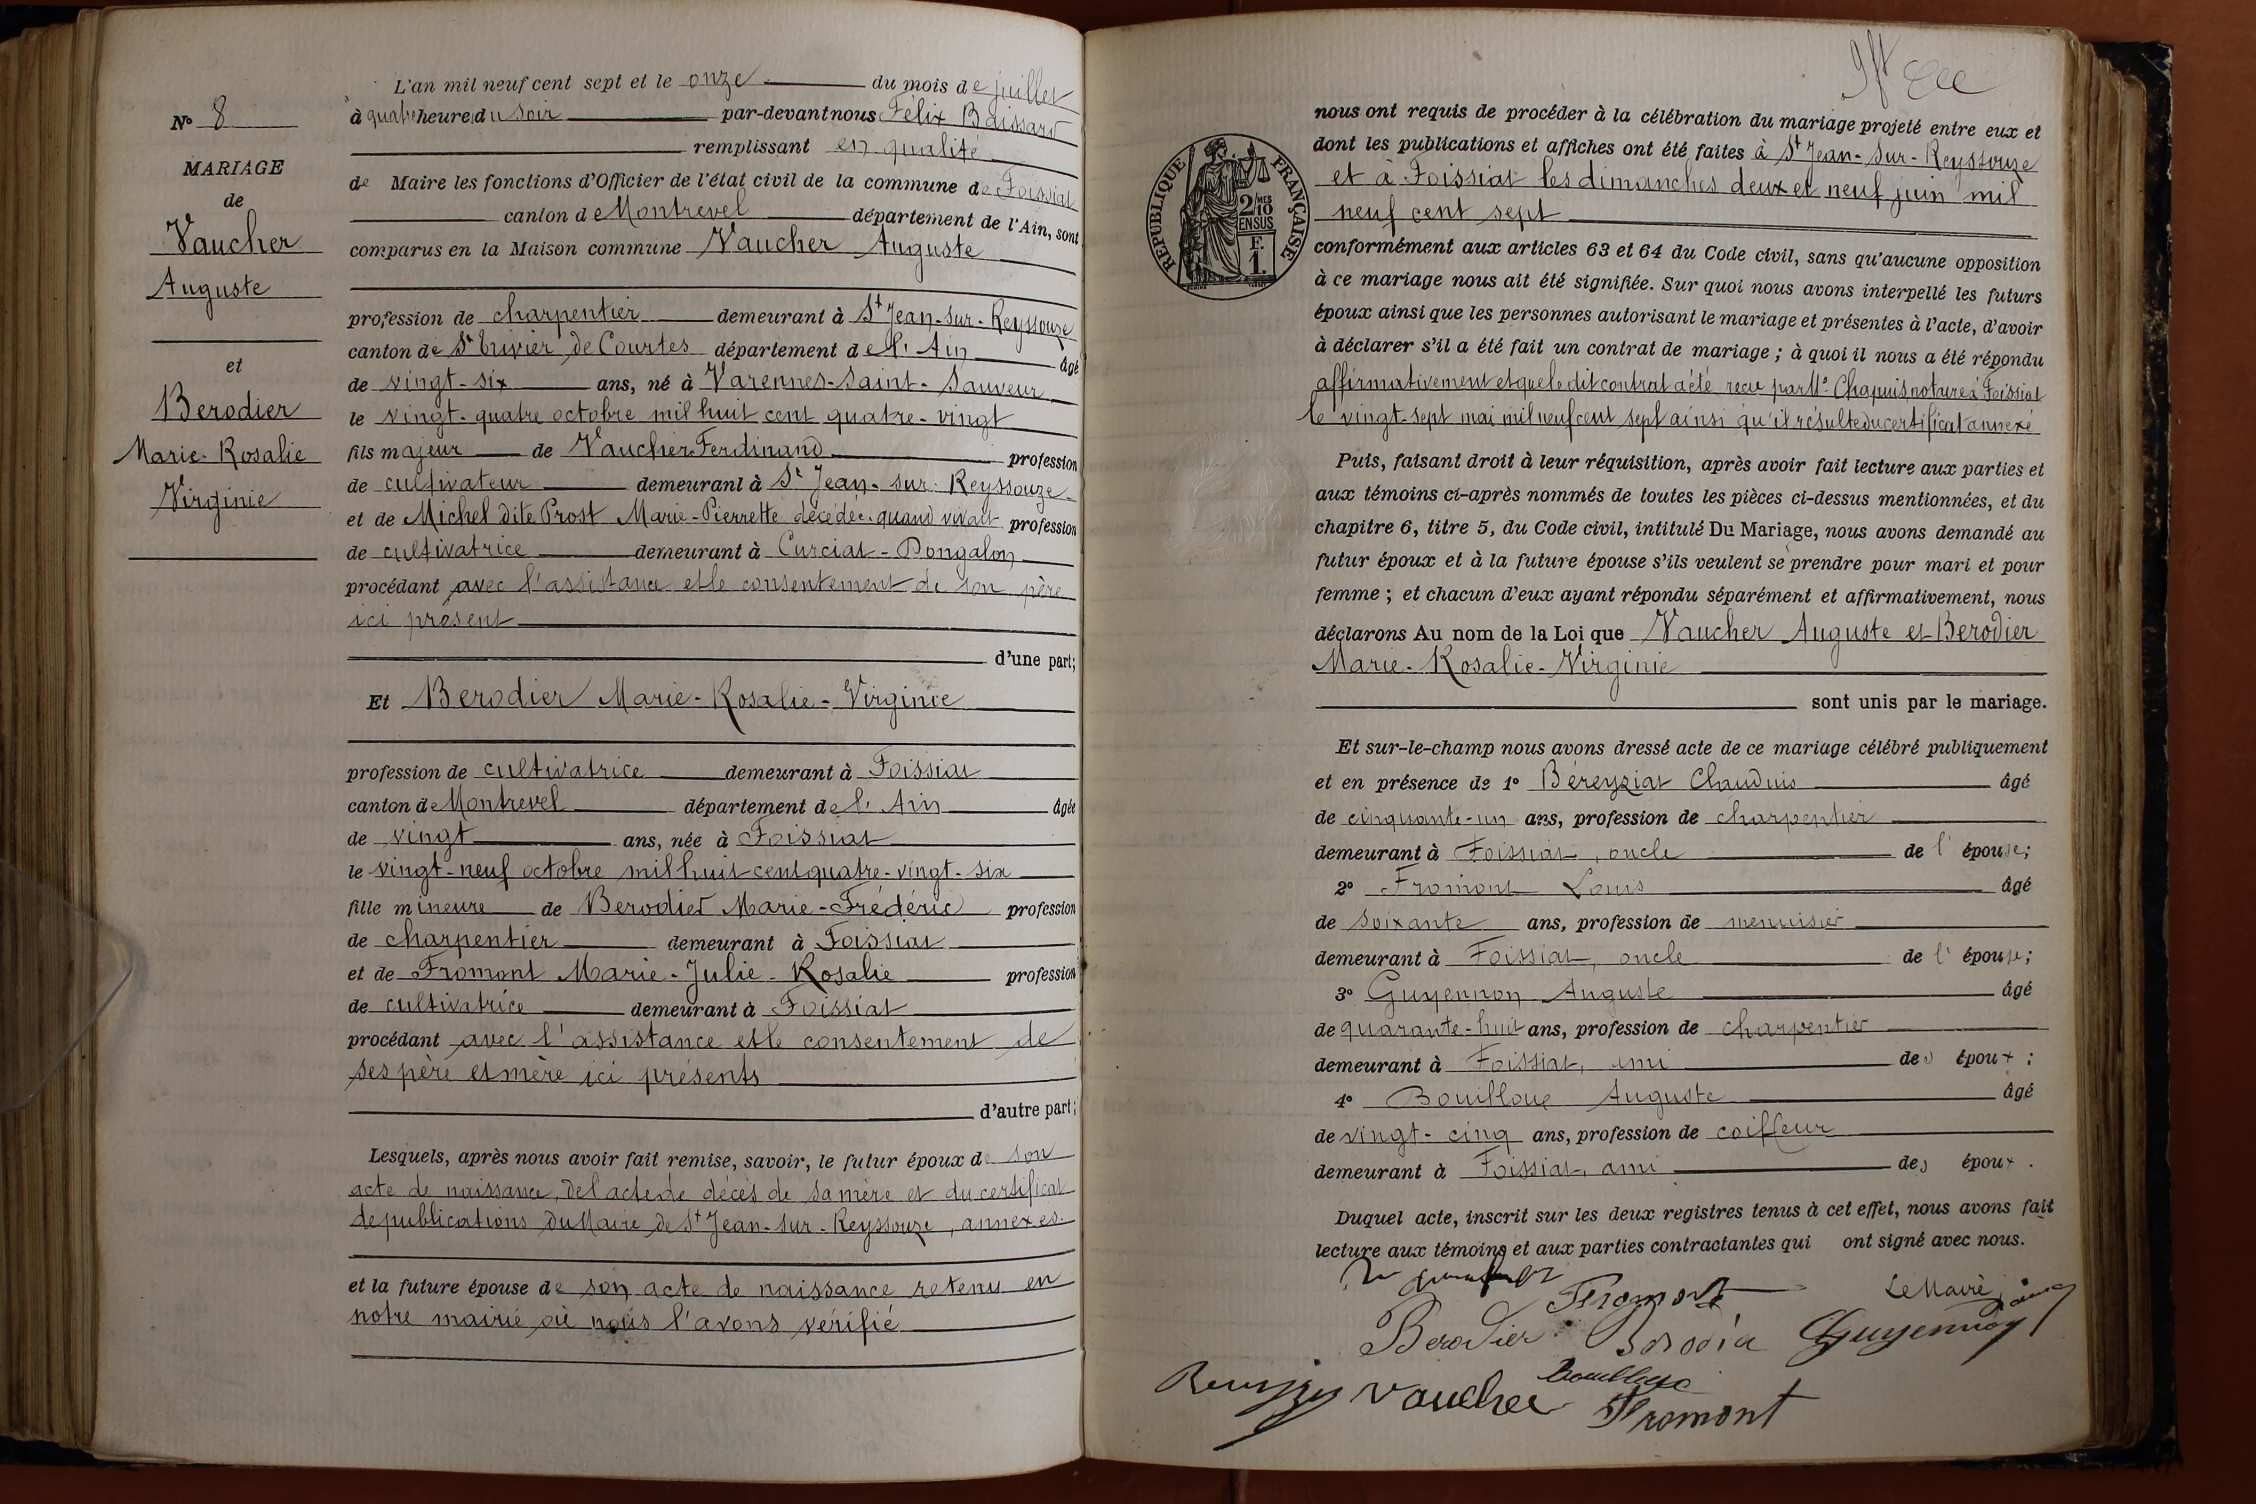 L'an mil neuf cent sept et le onze du mois de juillet
N° 8
à quatre heure du soir par-devant nous Félix Baissard
remplissant en qualité
MARIAGE
de Maire les fonctions d'Officier de l'état civil de la commune de Foissiat
de
canton de Montrevel département de l'Ain, sont
Vaucher
comparus en la Maison commune Vaucher Auguste
Auguste
profession de charpentier demeurant à St Jean-sur-Reyssouze
canton de St Trivier de Courtes département de l'Ain âgé
et
de vingt-six ans, né à Varennes-Saint-Sauveur
Berodier
le vingt-quatre octobre mil huit cent quatre-vingt
Marie-Rosalie
fils majeur de Vaucher Ferdinand profession
Virginie
de cultivateur demeurant à St Jean-sur-Reyssouze
et de Michel dite Prost Marie-Pierrette décédée quand vivait profession
de cultivatrice demeurant à Curciat-Dongalon
procédant avec l'assistance et le consentement de son père
ici présent
d'une part;
Et Berodier Marie-Rosalie-Virginie
profession de cultivatrice demeurant à Foissiat
canton de Montrevel département de l'Ain âgée
de vingt ans, née à Foissiat
le vingt-neuf octobre mil huit cent quatre-vingt-six
fille mineure de Berodier Marie-Frédéric profession
de charpentier demeurant à Foissiat
et de Fromont Marie-Julie-Rosalie profession
de cultivatrice demeurant à Foissiat
procédant avec l'assistance et le consentement de
ses père et mère ici présents
d'autre part;
Lesquels, après nous avoir fait remise, savoir, le futur époux de son
acte de naissance, de l'acte de décès de sa mère et du certificat
de publications du Maire de St Jean-sur-Reyssouze, annexés.
et la future épouse de son acte de naissance retenu en
notre mairie où nous l'avons vérifié
nous ont requis de procéder à la célébration du mariage projeté entre eux et
dont les publications et affiches ont été faites à St Jean-sur-Reyssouze
et à Foissiat les dimanches deux et neuf juin mil
neuf cent sept
RÉPUBLIQUE FRANÇAISE
2/10 MES
EN SUS
F.
1.
conformément aux articles 63 et 64 du Code civil, sans qu'aucune opposition
à ce mariage nous ait été signifiée. Sur quoi nous avons interpellé les futurs
époux ainsi que les personnes autorisant le mariage et présentes à l'acte, d'avoir
à déclarer s'il a été fait un contrat de mariage ; à quoi il nous a été répondu
affirmativement et que le dit contrat a été reçu par Me Chapuis notaire à Foissiat
le vingt-sept mai mil neuf cent sept ainsi qu'il résulte du certificat annexé
Puis, faisant droit à leur réquisition, après avoir fait lecture aux parties et
aux témoins ci-après nommés de toutes les pièces ci-dessus mentionnées, et du
chapitre 6, titre 5, du Code civil, intitulé Du Mariage, nous avons demandé au
futur époux et à la future épouse s'ils veulent se prendre pour mari et pour
femme ; et chacun d'eux ayant répondu séparément et affirmativement, nous
déclarons Au nom de la Loi que Vaucher Auguste et Berodier
Marie-Rosalie-Virginie
sont unis par le mariage.
Et sur-le-champ nous avons dressé acte de ce mariage célébré publiquement
et en présence de 1° Béreyziat Claudius âgé
de cinquante-un ans, profession de charpentier
demeurant à Foissiat, oncle de l'épouse;
2° Fromont Louis âgé
de soixante ans, profession de menuisier
demeurant à Foissiat, oncle de l'épouse;
3° Guyennon Auguste âgé
de quarante-huit ans, profession de charpentier
demeurant à Foissiat, ami des époux ;
4° Bouilloux Auguste âgé
de vingt-cinq ans, profession de coiffeur
demeurant à Foissiat, ami des époux .
Duquel acte, inscrit sur les deux registres tenus à cet effet, nous avons fait
lecture aux témoins et aux parties contractantes qui ont signé avec nous.
Fromont
Le Maire
Berodier
Guyennon
Vaucher
Fromont